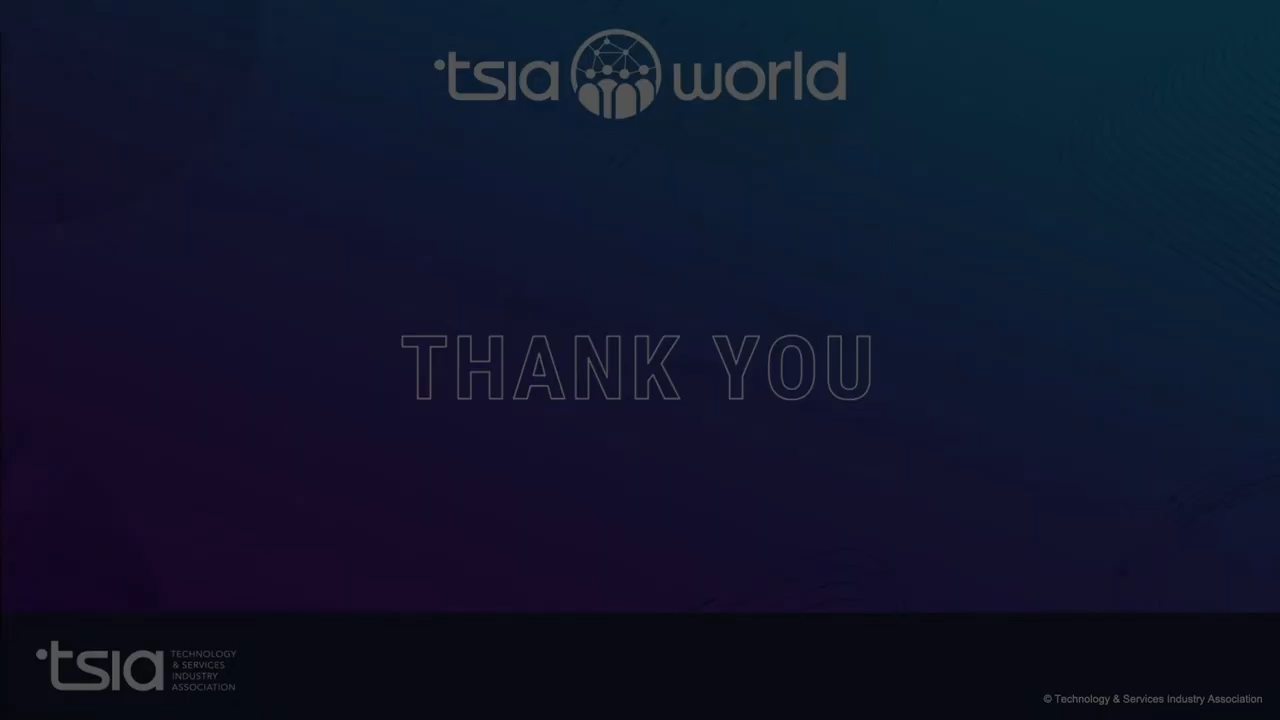 tsia world
THANK YOU
tsia TECHNOLOGY
& SERVICES
INDUSTRY
ASSOCIATION
© Technology & Services Industry Association